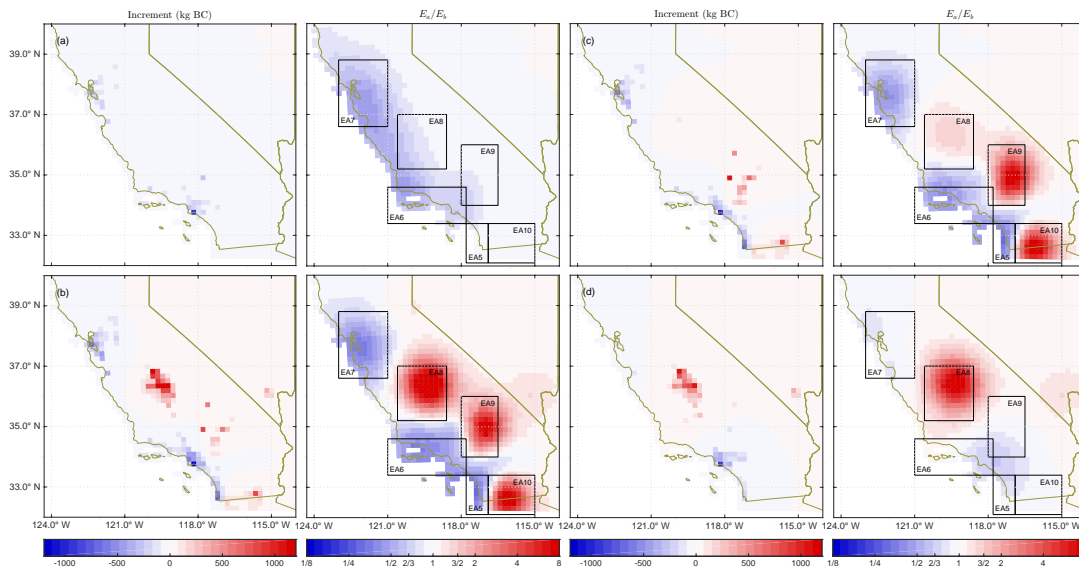 Increment (kg BC)
E_a/E_b
Increment (kg BC)
E_a/E_b
(a)
39.0° N
37.0° N
35.0° N
33.0° N
EA7
EA8
EA9
EA6
EA5
EA10
(c)
EA7
EA8
EA9
EA6
EA5
EA10
(b)
39.0° N
37.0° N
35.0° N
33.0° N
EA7
EA8
EA9
EA6
EA5
EA10
(d)
EA7
EA8
EA9
EA6
EA5
EA10
124.0° W 121.0° W 118.0° W 115.0° W
124.0° W 121.0° W 118.0° W 115.0° W
124.0° W 121.0° W 118.0° W 115.0° W
124.0° W 121.0° W 118.0° W 115.0° W
-1000 -500 0 500 1000
1/8 1/4 1/2 2/3 1 3/2 2 4 8
-1000 -500 0 500 1000
1/8 1/4 1/2 2/3 1 3/2 2 4